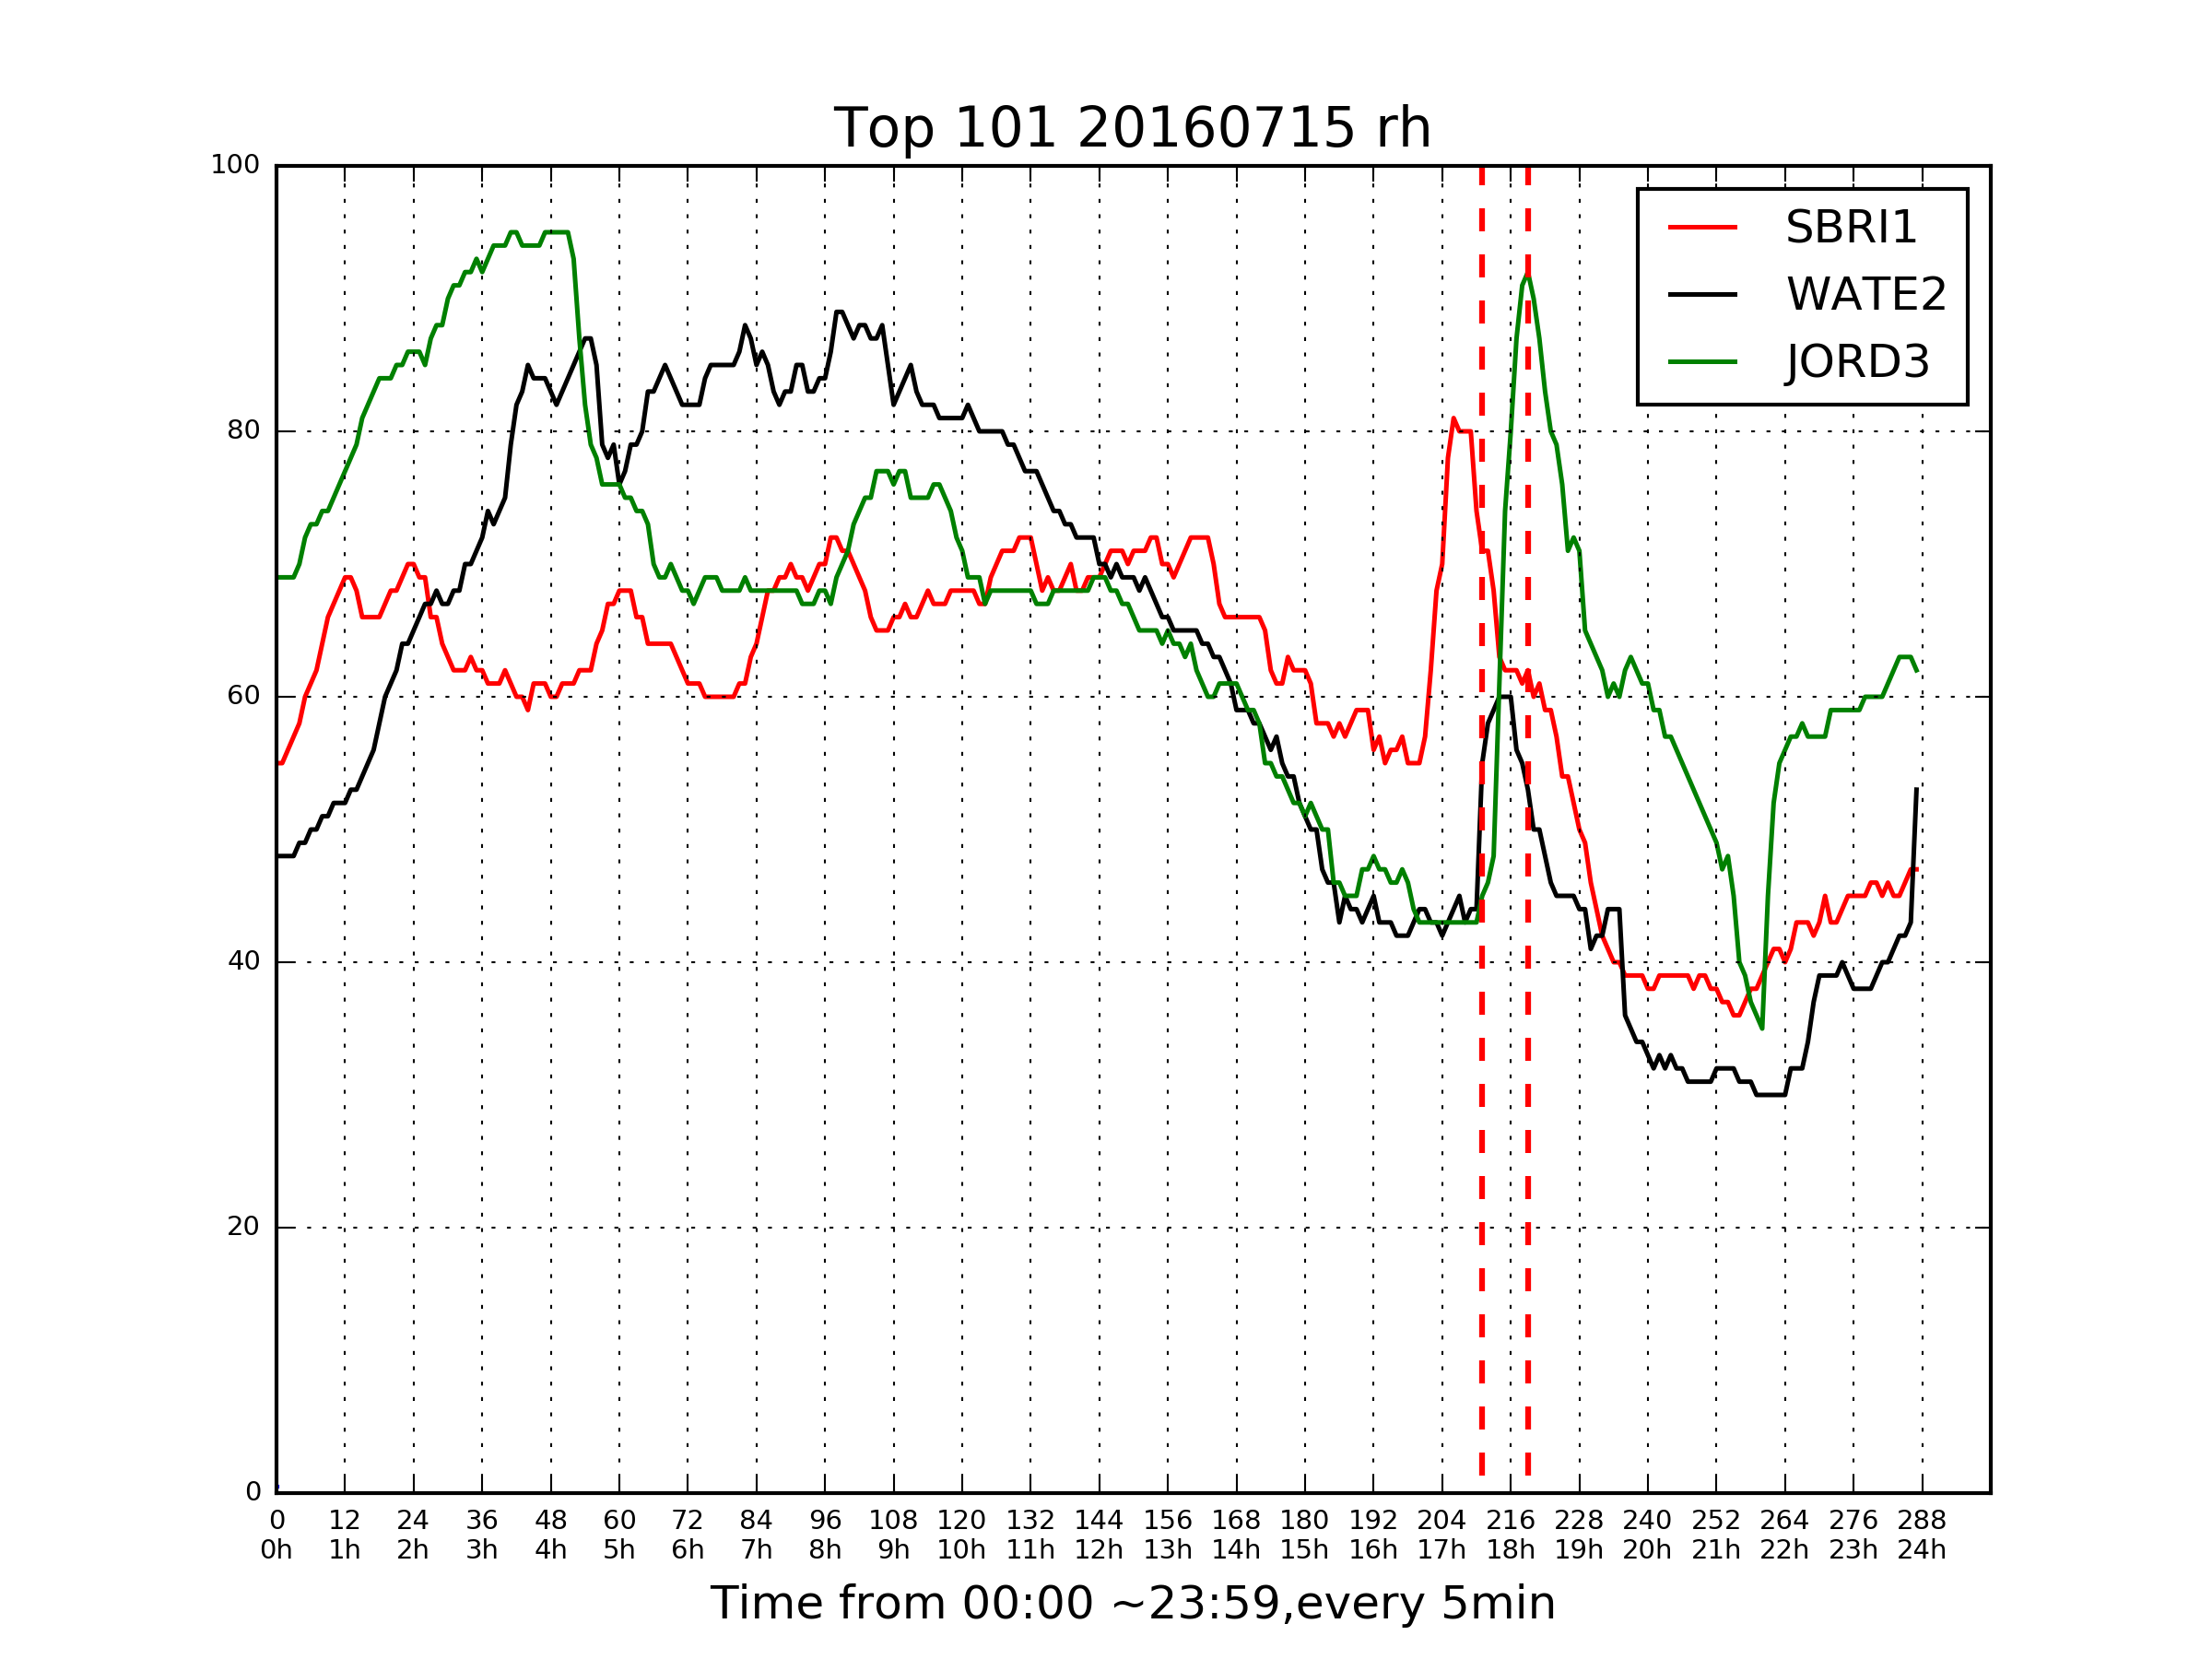 Top 101 20160715 rh
100
80
60
40
20
0
SBRI1
WATE2
JORD3
0 12 24 36 48 60 72 84 96 108 120 132 144 156 168 180 192 204 216 228 240 252 264 276 288
0h 1h 2h 3h 4h 5h 6h 7h 8h 9h 10h 11h 12h 13h 14h 15h 16h 17h 18h 19h 20h 21h 22h 23h 24h
Time from 00:00 ~23:59,every 5min